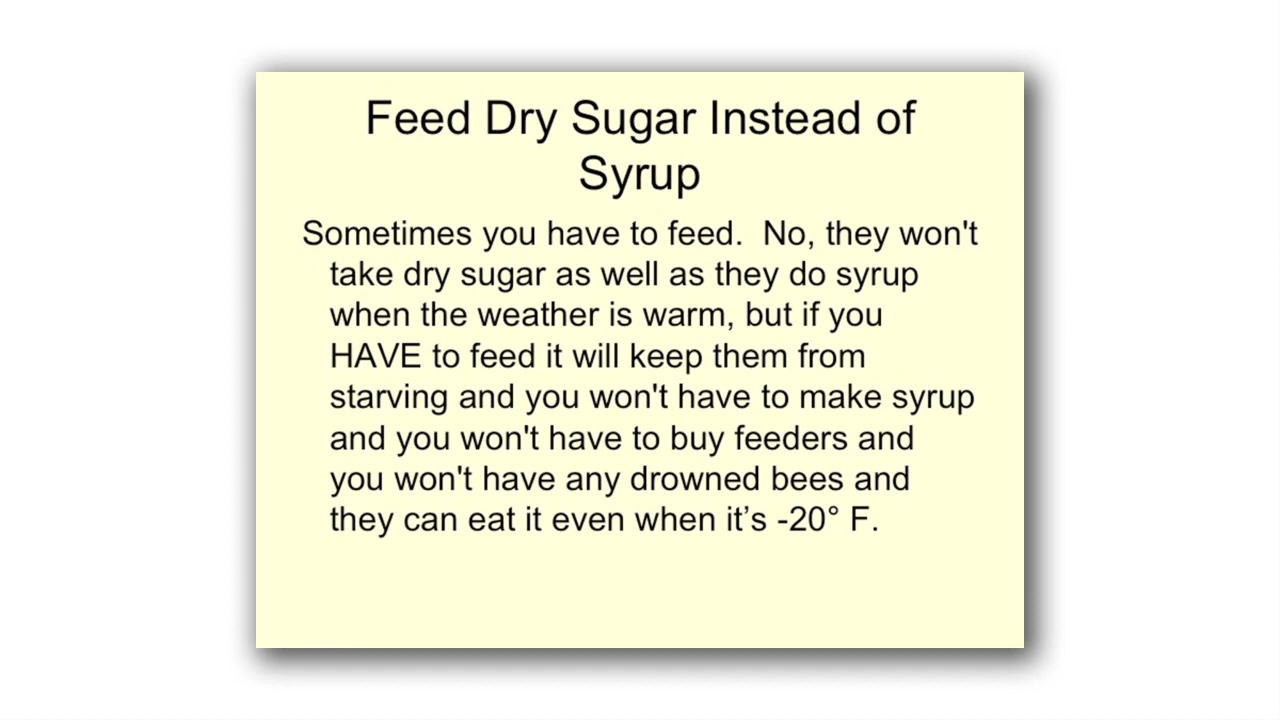 Feed Dry Sugar Instead of
Syrup
Sometimes you have to feed.  No, they won't
take dry sugar as well as they do syrup
when the weather is warm, but if you
HAVE to feed it will keep them from
starving and you won't have to make syrup
and you won't have to buy feeders and
you won't have any drowned bees and
they can eat it even when it’s -20° F.